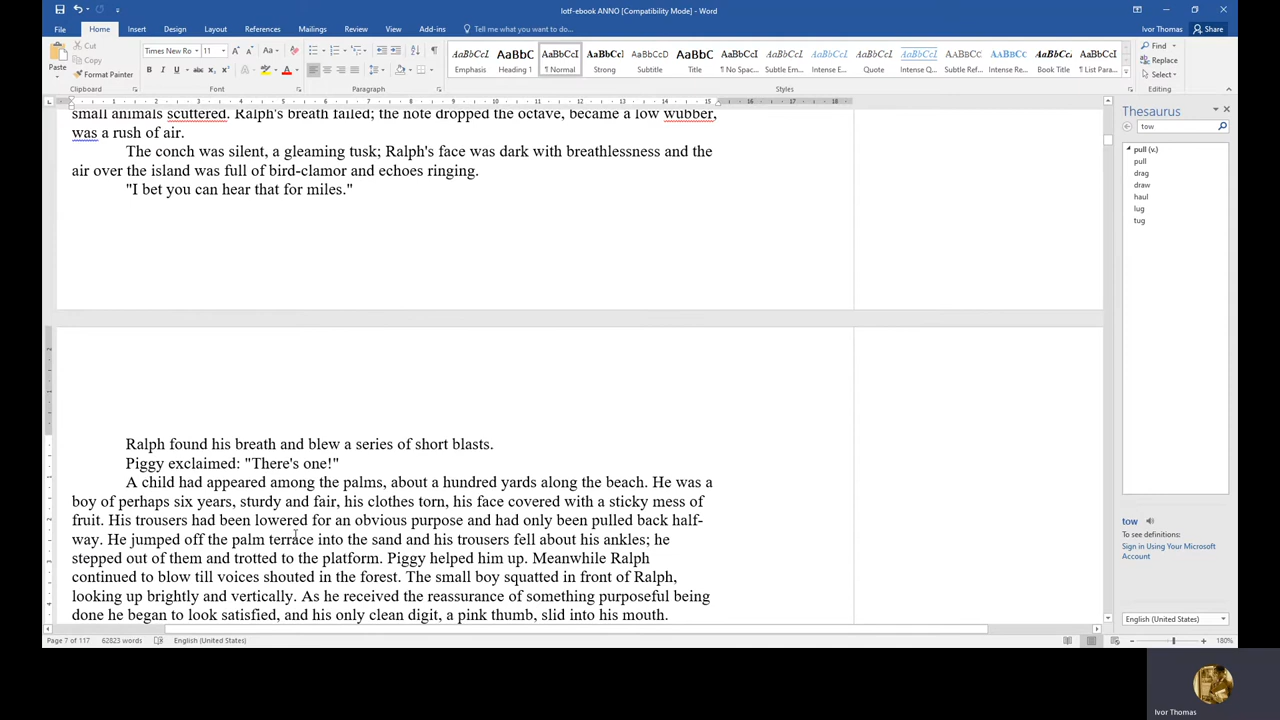 lotf-ebook ANNO [Compatibility Mode] - Word
File Home Insert Design Layout References Mailings Review View Add-ins Tell me what you want to do... Ivor Thomas Share
Paste Cut Copy Format Painter
Times New Ro 11
AaBbCcI AaBbC AaBbCcI AaBbCcI AaBbCcD AaBbC AaBbCcI AaBbCcI AaBbCcI AaBbCcI AaBbCcI AaBbCcD AaBbCcI AaBbCc. AaBbCcI
Emphasis Heading 1 ¶ Normal Strong Subtitle Title ¶ No Spac... Subtle Em... Intense E... Quote Intense Q... Subtle Ref... Intense Re... Book Title ¶ List Para...
Find Replace Select
Clipboard Font Paragraph Styles Editing
small animals scuttered. Ralph's breath failed; the note dropped the octave, became a low wubber,
was a rush of air.
The conch was silent, a gleaming tusk; Ralph's face was dark with breathlessness and the
air over the island was full of bird-clamor and echoes ringing.
"I bet you can hear that for miles."
Ralph found his breath and blew a series of short blasts.
Piggy exclaimed: "There's one!"
A child had appeared among the palms, about a hundred yards along the beach. He was a
boy of perhaps six years, sturdy and fair, his clothes torn, his face covered with a sticky mess of
fruit. His trousers had been lowered for an obvious purpose and had only been pulled back half-
way. He jumped off the palm terrace into the sand and his trousers fell about his ankles; he
stepped out of them and trotted to the platform. Piggy helped him up. Meanwhile Ralph
continued to blow till voices shouted in the forest. The small boy squatted in front of Ralph,
looking up brightly and vertically. As he received the reassurance of something purposeful being
done he began to look satisfied, and his only clean digit, a pink thumb, slid into his mouth.
Thesaurus
tow
pull (v.)
pull
drag
draw
haul
lug
tug
tow
Sign in Using your Microsoft
Account
English (United States)
Page 7 of 117 62823 words English (United States) 180%
Ivor Thomas